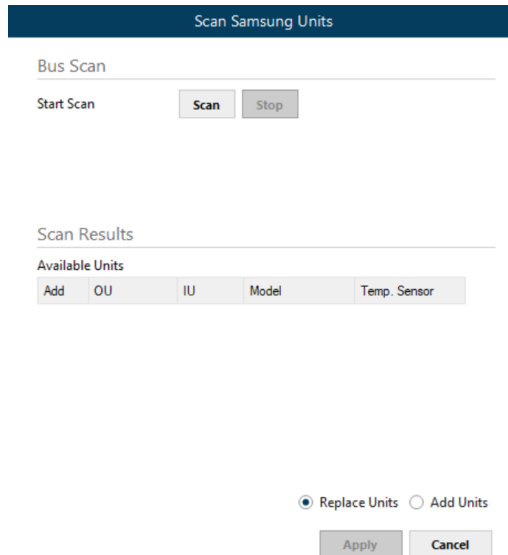 Scan Samsung Units
Bus Scan
Start Scan Scan Stop
Scan Results
Available Units
Add OU IU Model Temp. Sensor
Replace Units Add Units
Apply Cancel